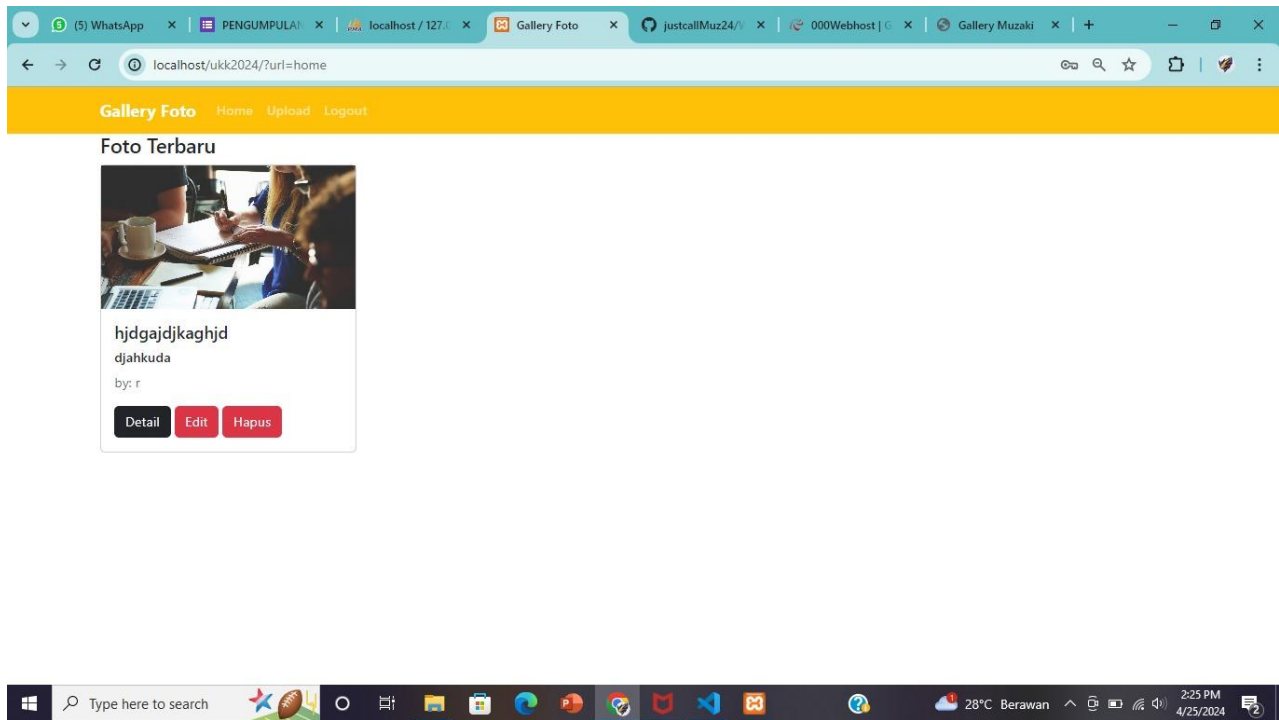 (5) WhatsApp
PENGUMPULAN
localhost / 127.0
Gallery Foto
justcallMuz24/
000Webhost | G
Gallery Muzaki
localhost/ukk2024/?url=home
Gallery Foto Home Upload Logout
Foto Terbaru
hjdgajdjkaghjd
djahkuda
by: r
Detail Edit Hapus
Type here to search
28°C Berawan
2:25 PM
4/25/2024
2